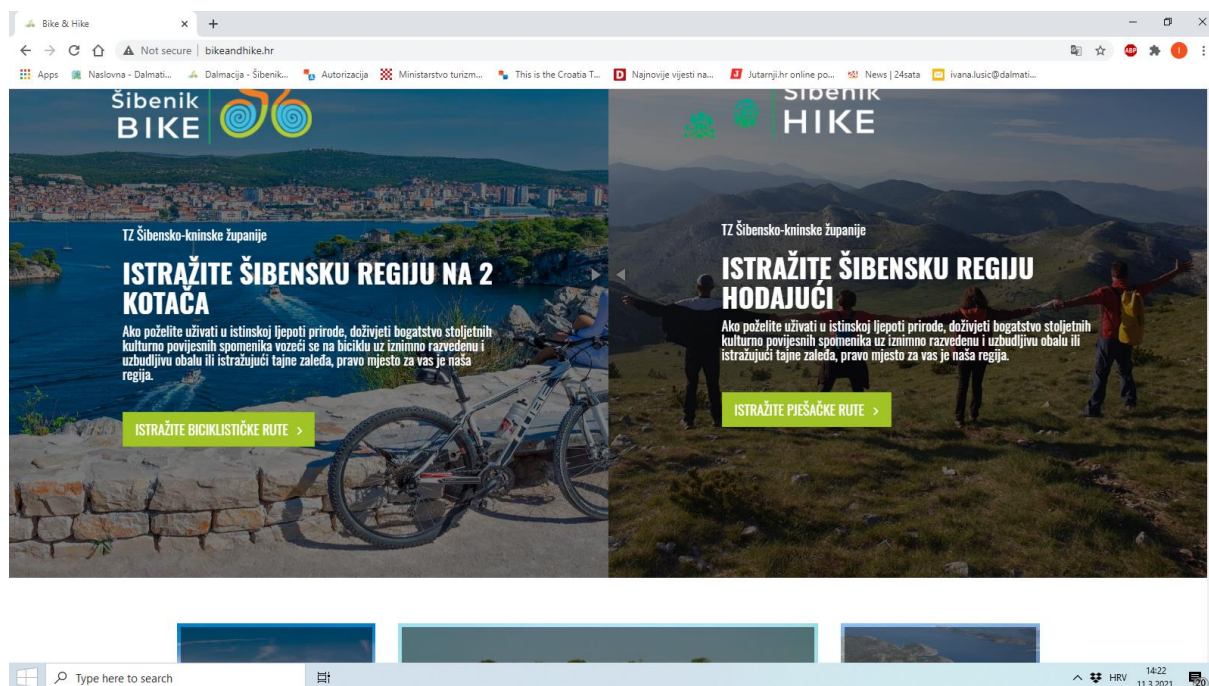 Bike & Hike
Not secure | bikeandhike.hr
ABP
I
Apps
Naslovna - Dalmati...
Dalmacija - Šibenik...
Autorizacija
Ministarstvo turizm...
This is the Croatia T...
D
Najnovije vijesti na...
J
Jutarnji.hr online po...
News | 24sata
ivana.lusic@dalmati...
Šibenik
BIKE
TZ Šibensko-kninske županije
ISTRAŽITE ŠIBENSKU REGIJU NA 2
KOTAČA
Ako poželite uživati u istinskoj ljepoti prirode, doživjeti bogatstvo stoljetnih
kulturno povijesnih spomenika vozeći se na biciklu uz iznimno razvedenu i
uzbudljivu obalu ili istražujući tajne zaleđa, pravo mjesto za vas je naša
regija.
ISTRAŽITE BICIKLISTIČKE RUTE >
Šibenik
HIKE
TZ Šibensko-kninske županije
ISTRAŽITE ŠIBENSKU REGIJU
HODAJUĆI
Ako poželite uživati u istinskoj ljepoti prirode, doživjeti bogatstvo stoljetnih
kulturno povijesnih spomenika uz iznimno razvedenu i uzbudljivu obalu ili
istražujući tajne zaleđa, pravo mjesto za vas je naša regija.
ISTRAŽITE PJEŠAČKE RUTE >
Type here to search
HRV
14:22
11.3.2021.
20